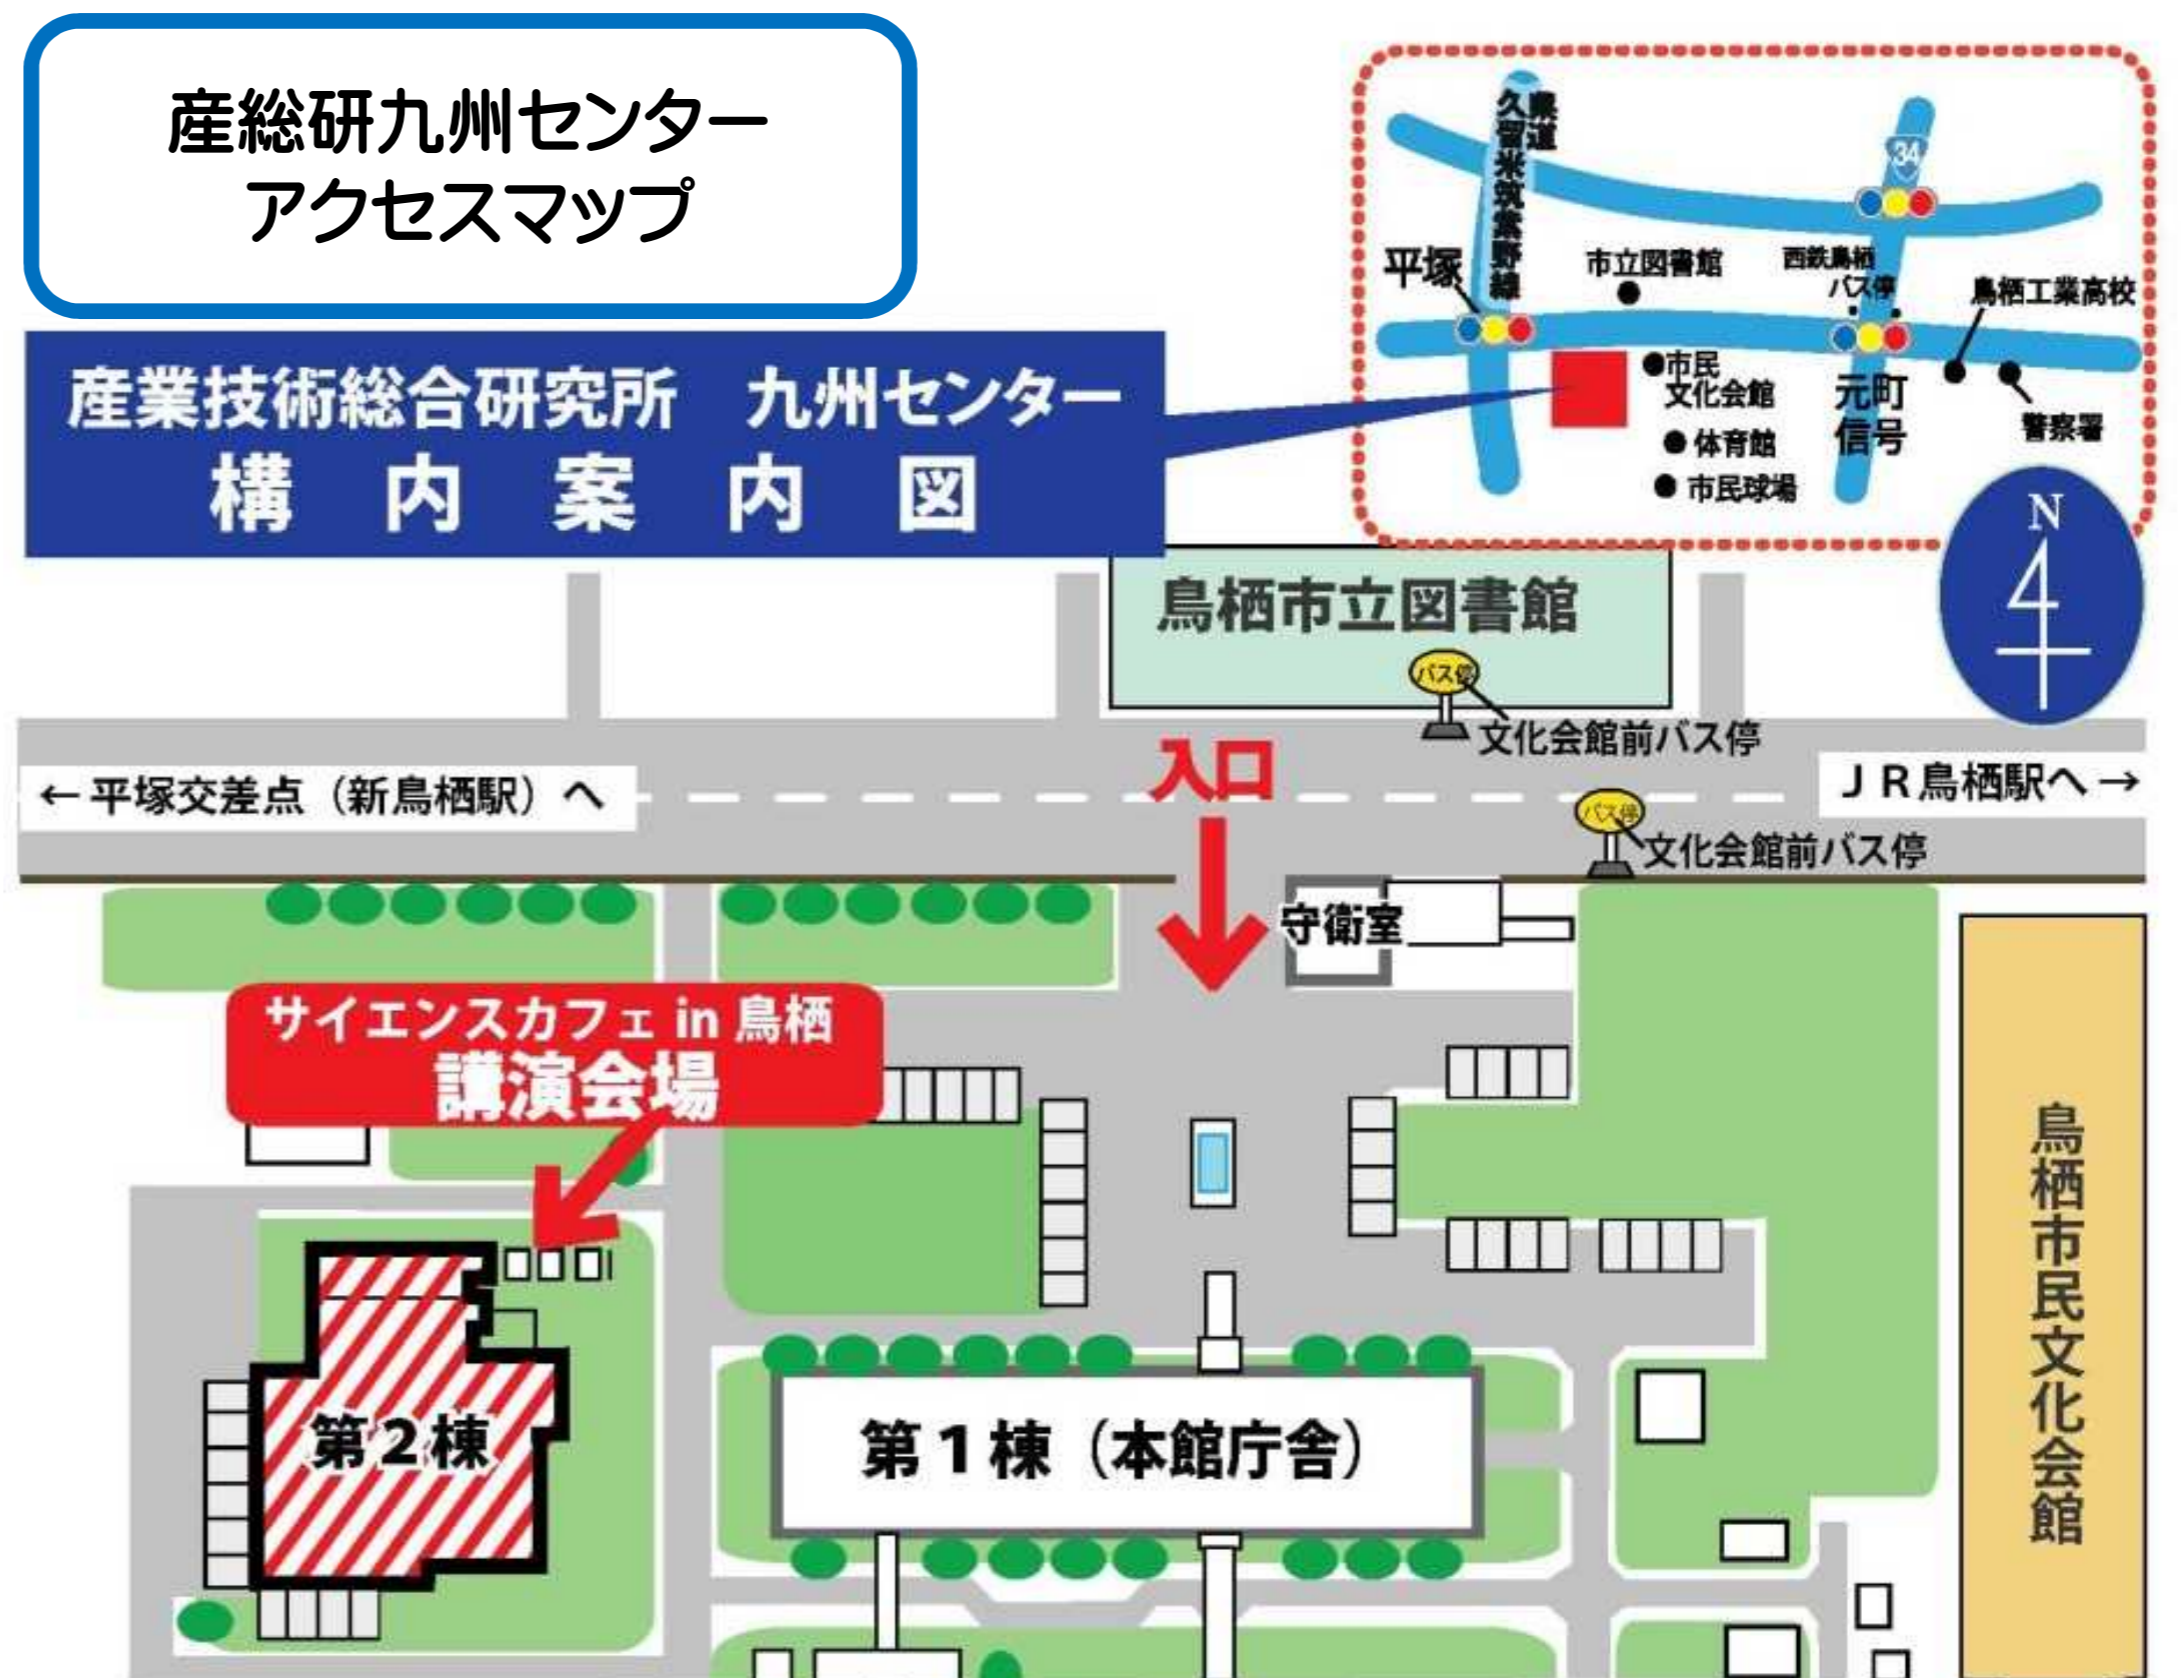 産総研九州センター
アクセスマップ
産業技術総合研究所　九州センター
構内案内図
県道
久留米筑紫野線
34
平塚
市立図書館
西鉄鳥栖
バス停
鳥栖工業高校
市民
文化会館
元町
信号
警察署
体育館
市民球場
N
鳥栖市立図書館
バス停
文化会館前バス停
入口
←平塚交差点（新鳥栖駅）へ
ＪＲ鳥栖駅へ→
バス停
文化会館前バス停
守衛室
サイエンスカフェ in 鳥栖
講演会場
鳥栖市民文化会館
第２棟
第１棟（本館庁舎）